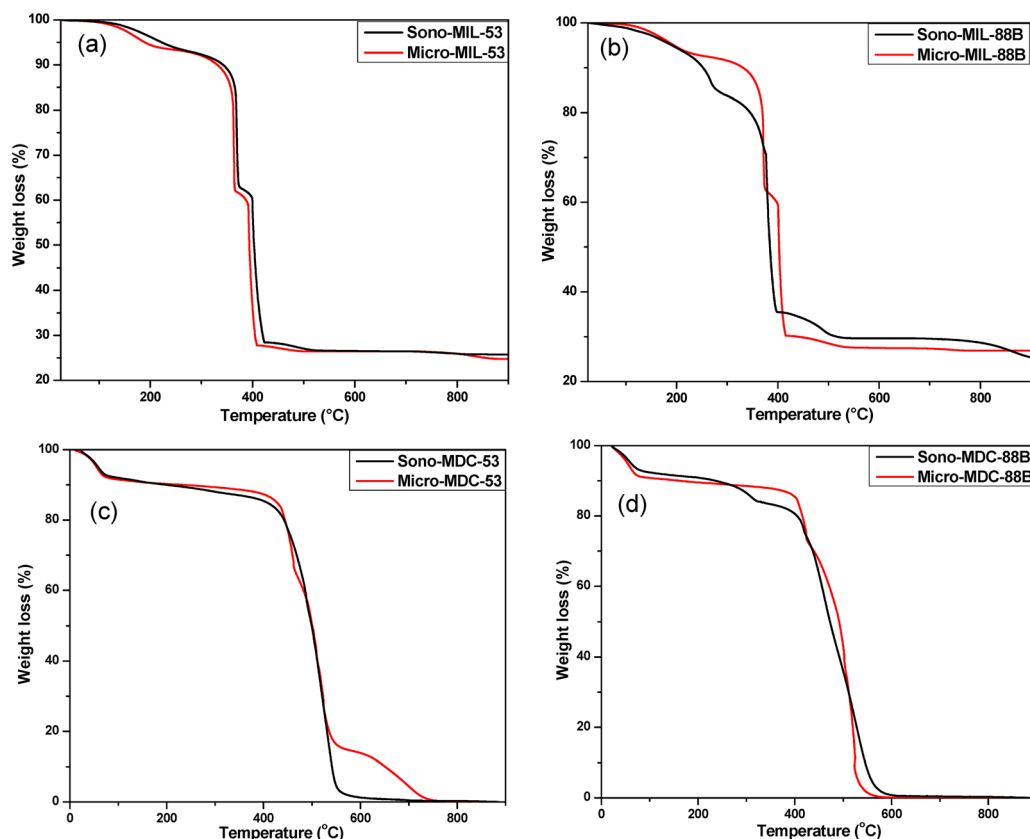 (a)
Sono-MIL-53
Micro-MIL-53
Weight loss (%)
100
90
80
70
60
50
40
30
20
200
400
600
800
Temperature (°C)
(b)
Sono-MIL-88B
Micro-MIL-88B
Weight loss (%)
100
80
60
40
20
200
400
600
800
Temperature (°C)
(c)
Sono-MDC-53
Micro-MDC-53
Weight loss (%)
100
80
60
40
20
0
0
200
400
600
800
Temperature (°C)
(d)
Sono-MDC-88B
Micro-MDC-88B
Weight loss (%)
100
80
60
40
20
0
0
200
400
600
800
Temperature (°C)